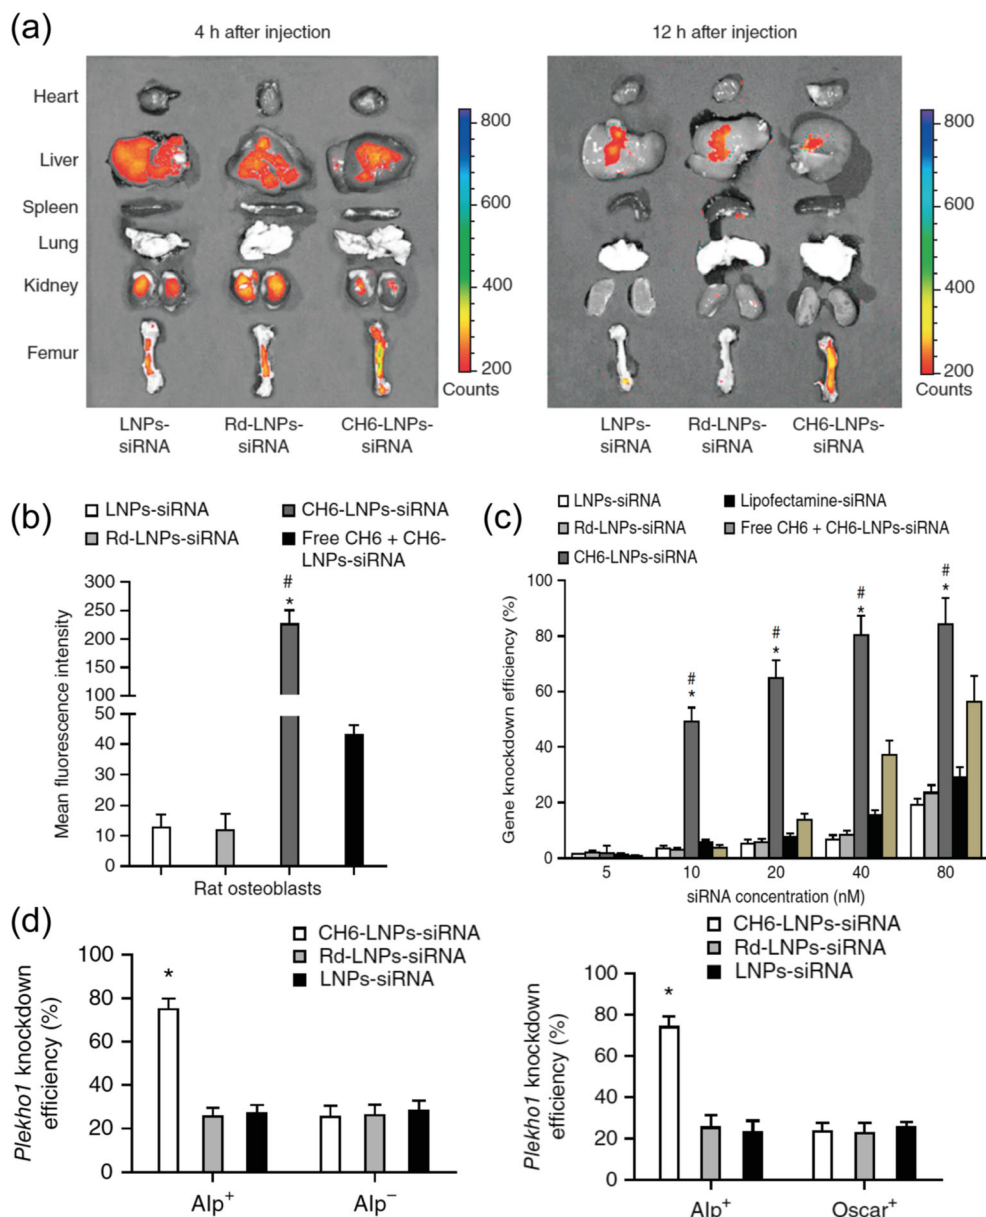 (a)
4 h after injection
12 h after injection
Heart
Liver
Spleen
Lung
Kidney
Femur
800
600
400
200
Counts
800
600
400
200
Counts
LNPs-
siRNA
Rd-LNPs-
siRNA
CH6-LNPs-
siRNA
LNPs-
siRNA
Rd-LNPs-
siRNA
CH6-LNPs-
siRNA
(b)
LNPs-siRNA
CH6-LNPs-siRNA
Rd-LNPs-siRNA
Free CH6 + CH6-
LNPs-siRNA
Mean fluorescence intensity
300
250
200
150
100
50
40
30
20
10
0
#
*
Rat osteoblasts
(c)
LNPs-siRNA
Lipofectamine-siRNA
Rd-LNPs-siRNA
Free CH6 + CH6-LNPs-siRNA
CH6-LNPs-siRNA
Gene knockdown efficiency (%)
100
80
60
40
20
0
#
*
#
*
#
*
#
*
5 10 20 40 80
siRNA concentration (nM)
(d)
CH6-LNPs-siRNA
Rd-LNPs-siRNA
LNPs-siRNA
Plekho1 knockdown
efficiency (%)
100
80
60
40
20
0
*
Alp+
Alp−
CH6-LNPs-siRNA
Rd-LNPs-siRNA
LNPs-siRNA
Plekho1 knockdown
efficiency (%)
100
80
60
40
20
0
*
Alp+
Oscar+